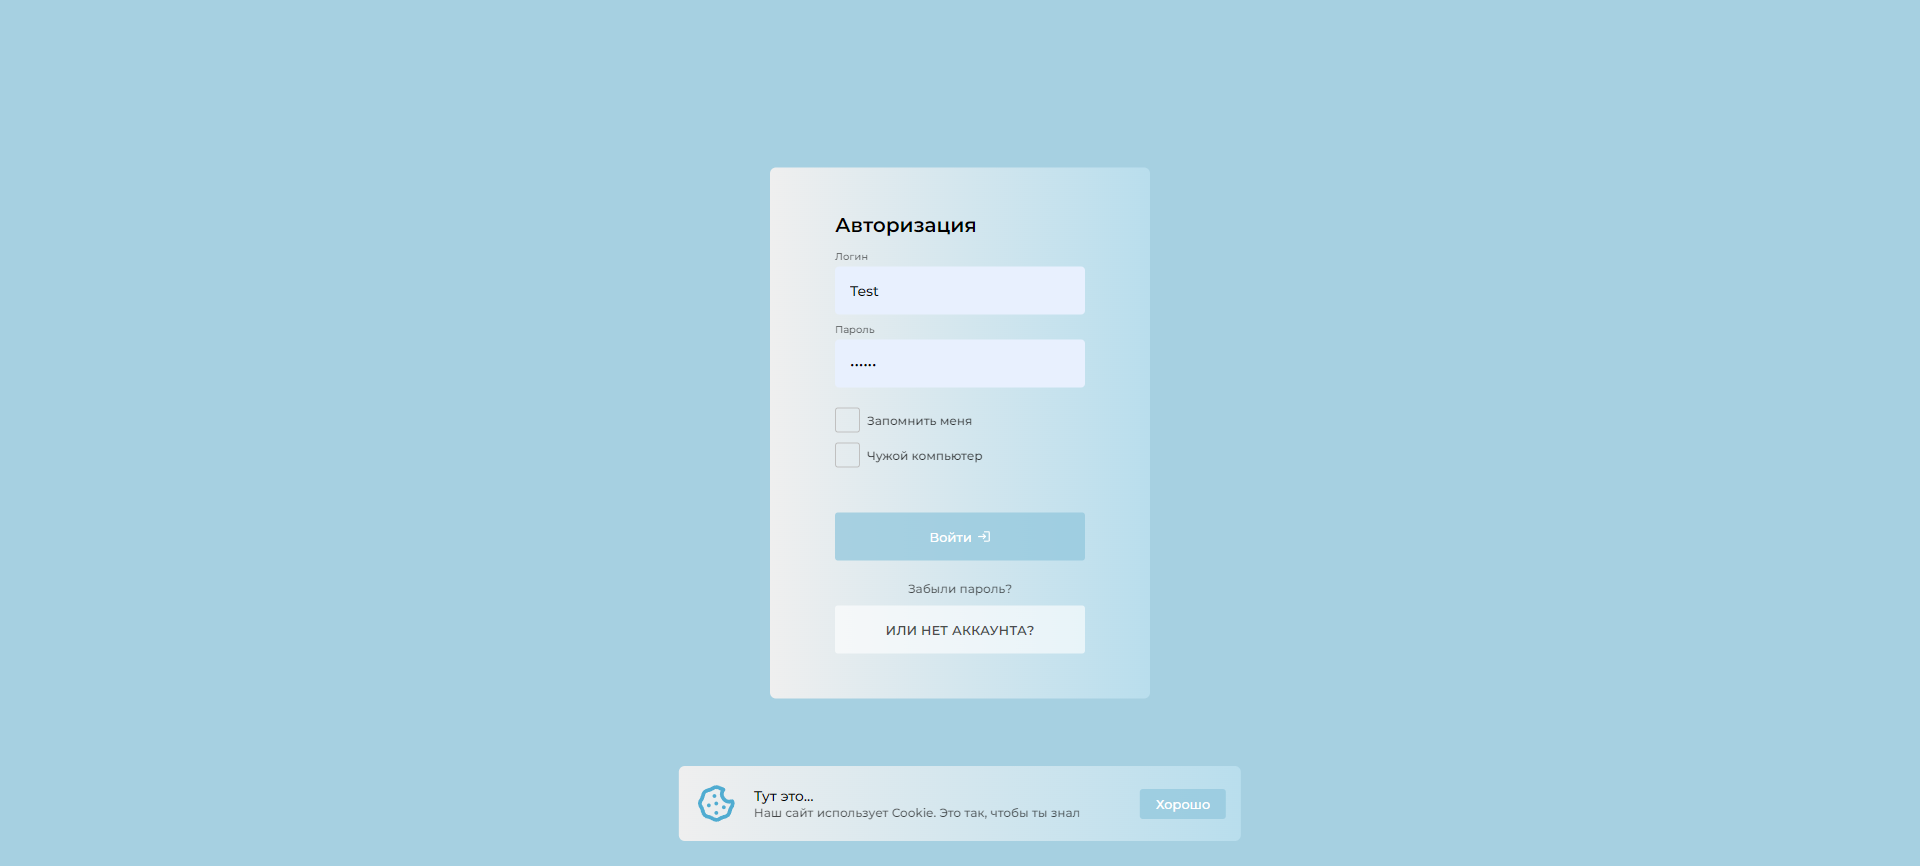 Авторизация
Логин
Test
Пароль
••••••
Запомнить меня
Чужой компьютер
Войти
Забыли пароль?
ИЛИ НЕТ АККАУНТА?
Тут это...
Наш сайт использует Cookie. Это так, чтобы ты знал
Хорошо